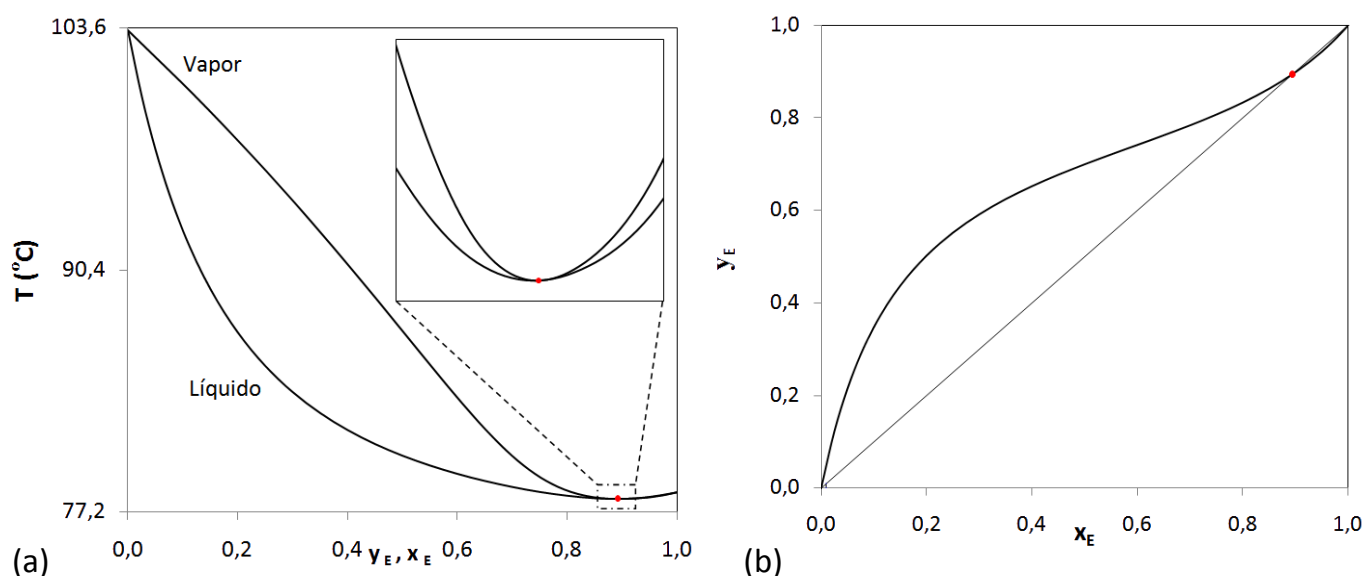 103,6
Vapor
90,4
T (°C)
Líquido
77,2
0,0 0,2 0,4 0,6 0,8 1,0
y E , x E
(a)
1,0
0,8
0,6
y E
0,4
0,2
0,0
0,0 0,2 0,4 0,6 0,8 1,0
x E
(b)